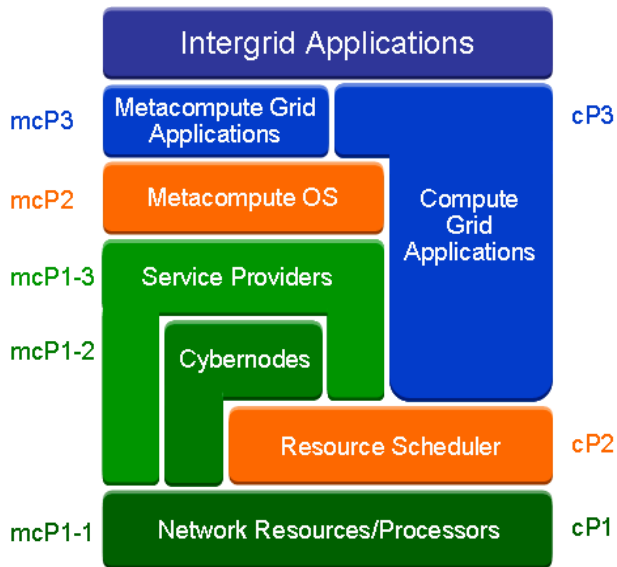 Intergrid Applications
mcP3
Metacompute Grid
Applications
cP3
mcP2
Metacompute OS
Compute
Grid
Applications
mcP1-3
Service Providers
mcP1-2
Cybernodes
Resource Scheduler
cP2
mcP1-1
Network Resources/Processors
cP1